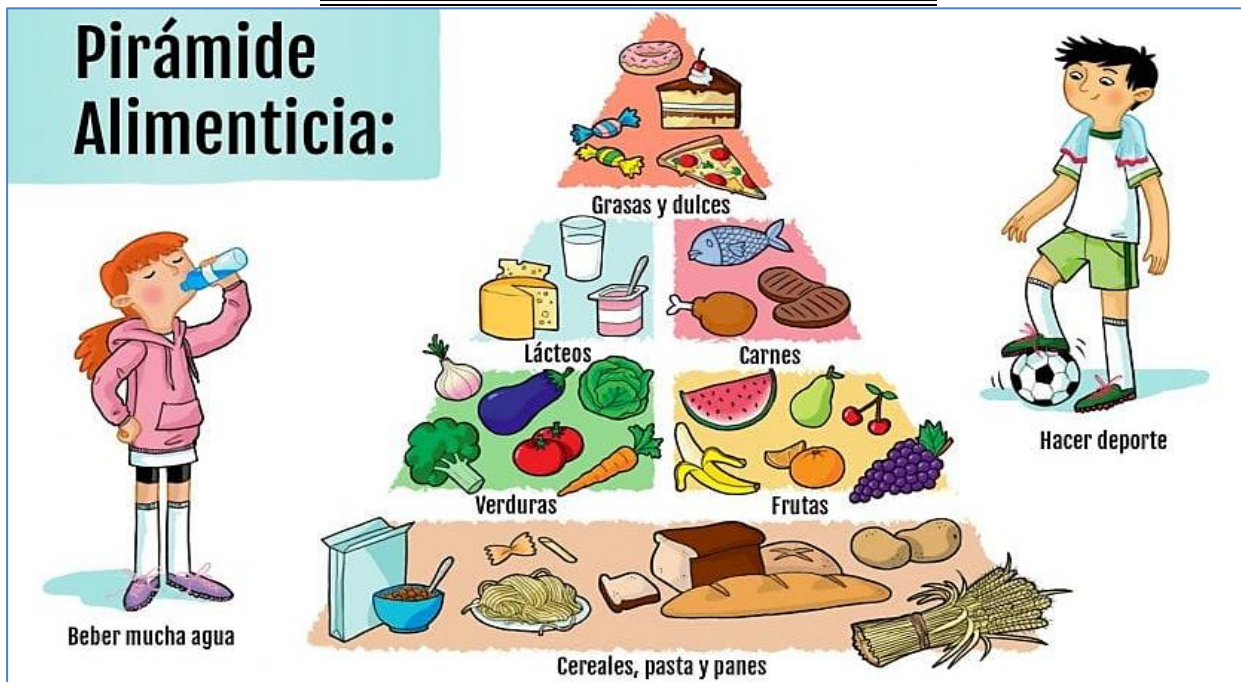 Pirámide
Alimenticia:
Grasas y dulces
Lácteos
Carnes
Verduras
Frutas
Cereales, pasta y panes
Beber mucha agua
Hacer deporte